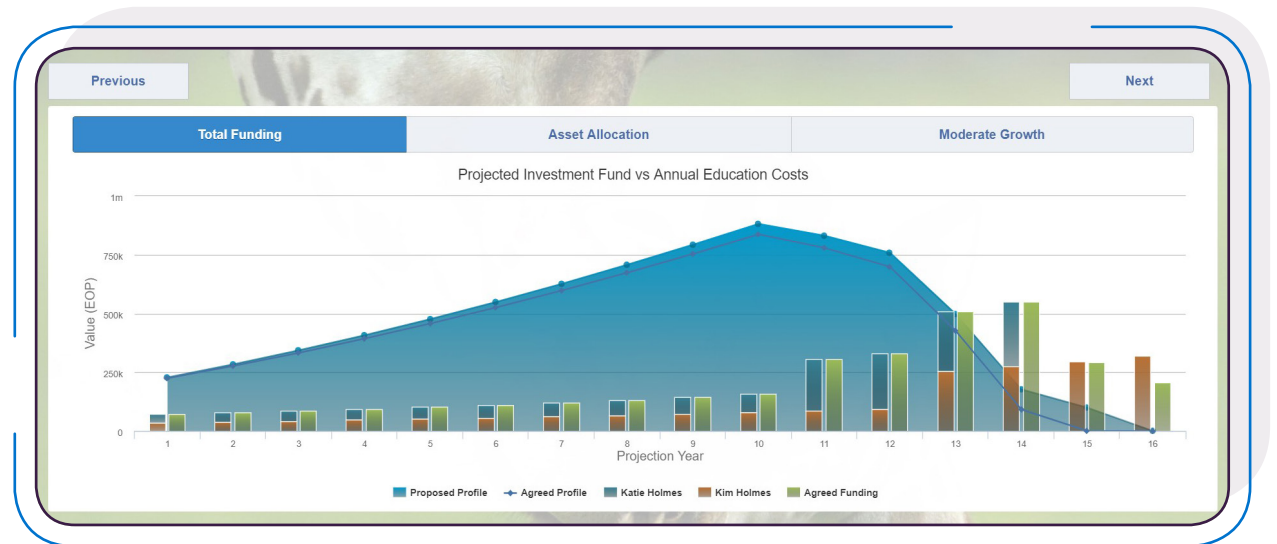 Previous
Next
Total Funding Asset Allocation Moderate Growth
Projected Investment Fund vs Annual Education Costs
1m
750k
500k
250k
0
Value (EOP)
1 2 3 4 5 6 7 8 9 10 11 12 13 14 15 16
Projection Year
Proposed Profile Agreed Profile Katie Holmes Kim Holmes Agreed Funding